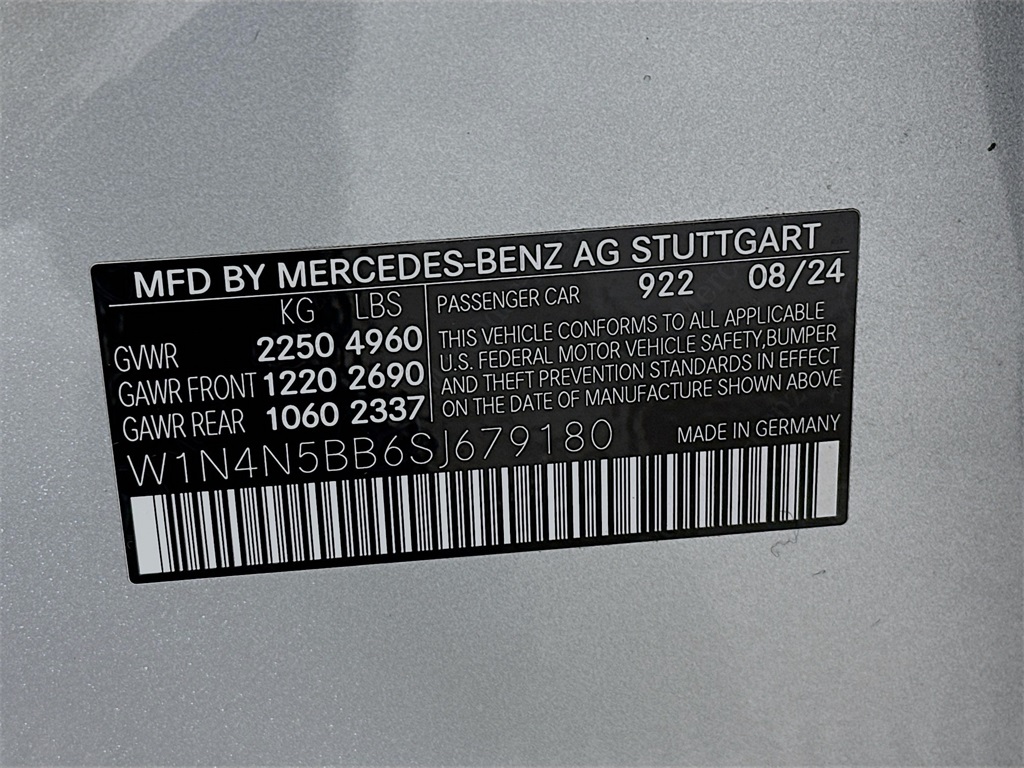 MFD BY MERCEDES-BENZ AG STUTTGART
KG LBS
GVWR 2250 4960
GAWR FRONT 1220 2690
GAWR REAR 1060 2337
PASSENGER CAR 922 08/24
THIS VEHICLE CONFORMS TO ALL APPLICABLE
U.S. FEDERAL MOTOR VEHICLE SAFETY,BUMPER
AND THEFT PREVENTION STANDARDS IN EFFECT
ON THE DATE OF MANUFACTURE SHOWN ABOVE
W1N4N5BB6SJ679180 MADE IN GERMANY